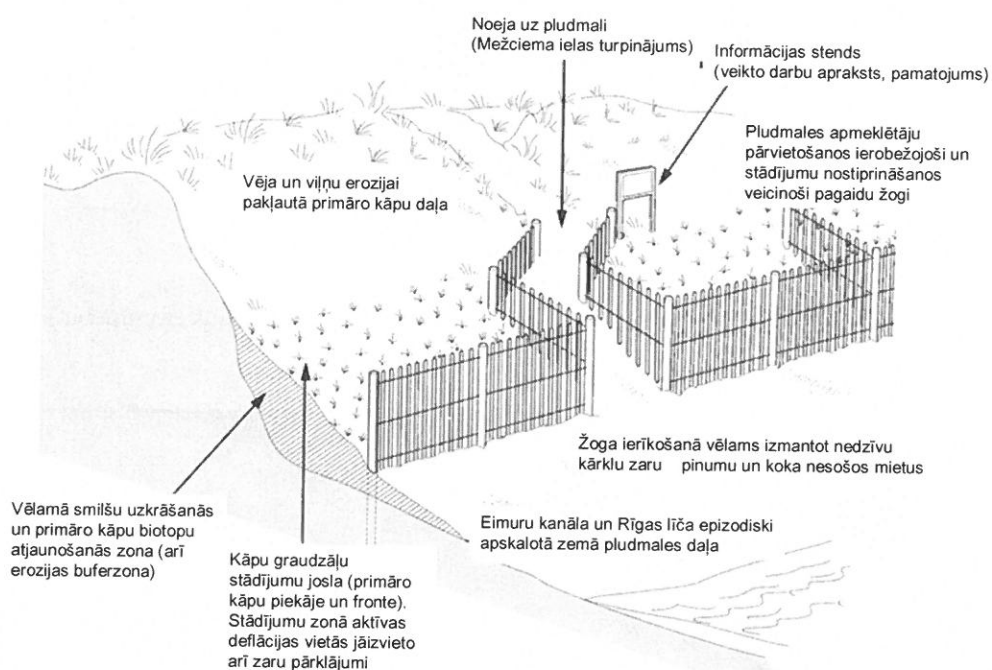 Noeja uz pludmali
(Mežciema ielas turpinājums)
Informācijas stends
(veikto darbu apraksts, pamatojums)
Pludmales apmeklētāju
pārvietošanos ierobežojoši un
stādījumu nostiprināšanos
veicinoši pagaidu žogi
Vēja un viļņu erozijai
pakļautā primāro kāpu daļa
Žoga ierīkošanā vēlams izmantot nedzīvu
kārklu zaru pinumu un koka nesošos mietus
Vēlamā smilšu uzkrāšanās
un primāro kāpu biotopu
atjaunošanās zona (arī
erozijas buferzona)
Kāpu graudzāļu
stādījumu josla (primāro
kāpu piekāje un fronte).
Stādījumu zonā aktīvas
deflācijas vietās jāizvieto
arī zaru pārklājumi
Eimuru kanāla un Rīgas līča epizodiski
apskalotā zemā pludmales daļa